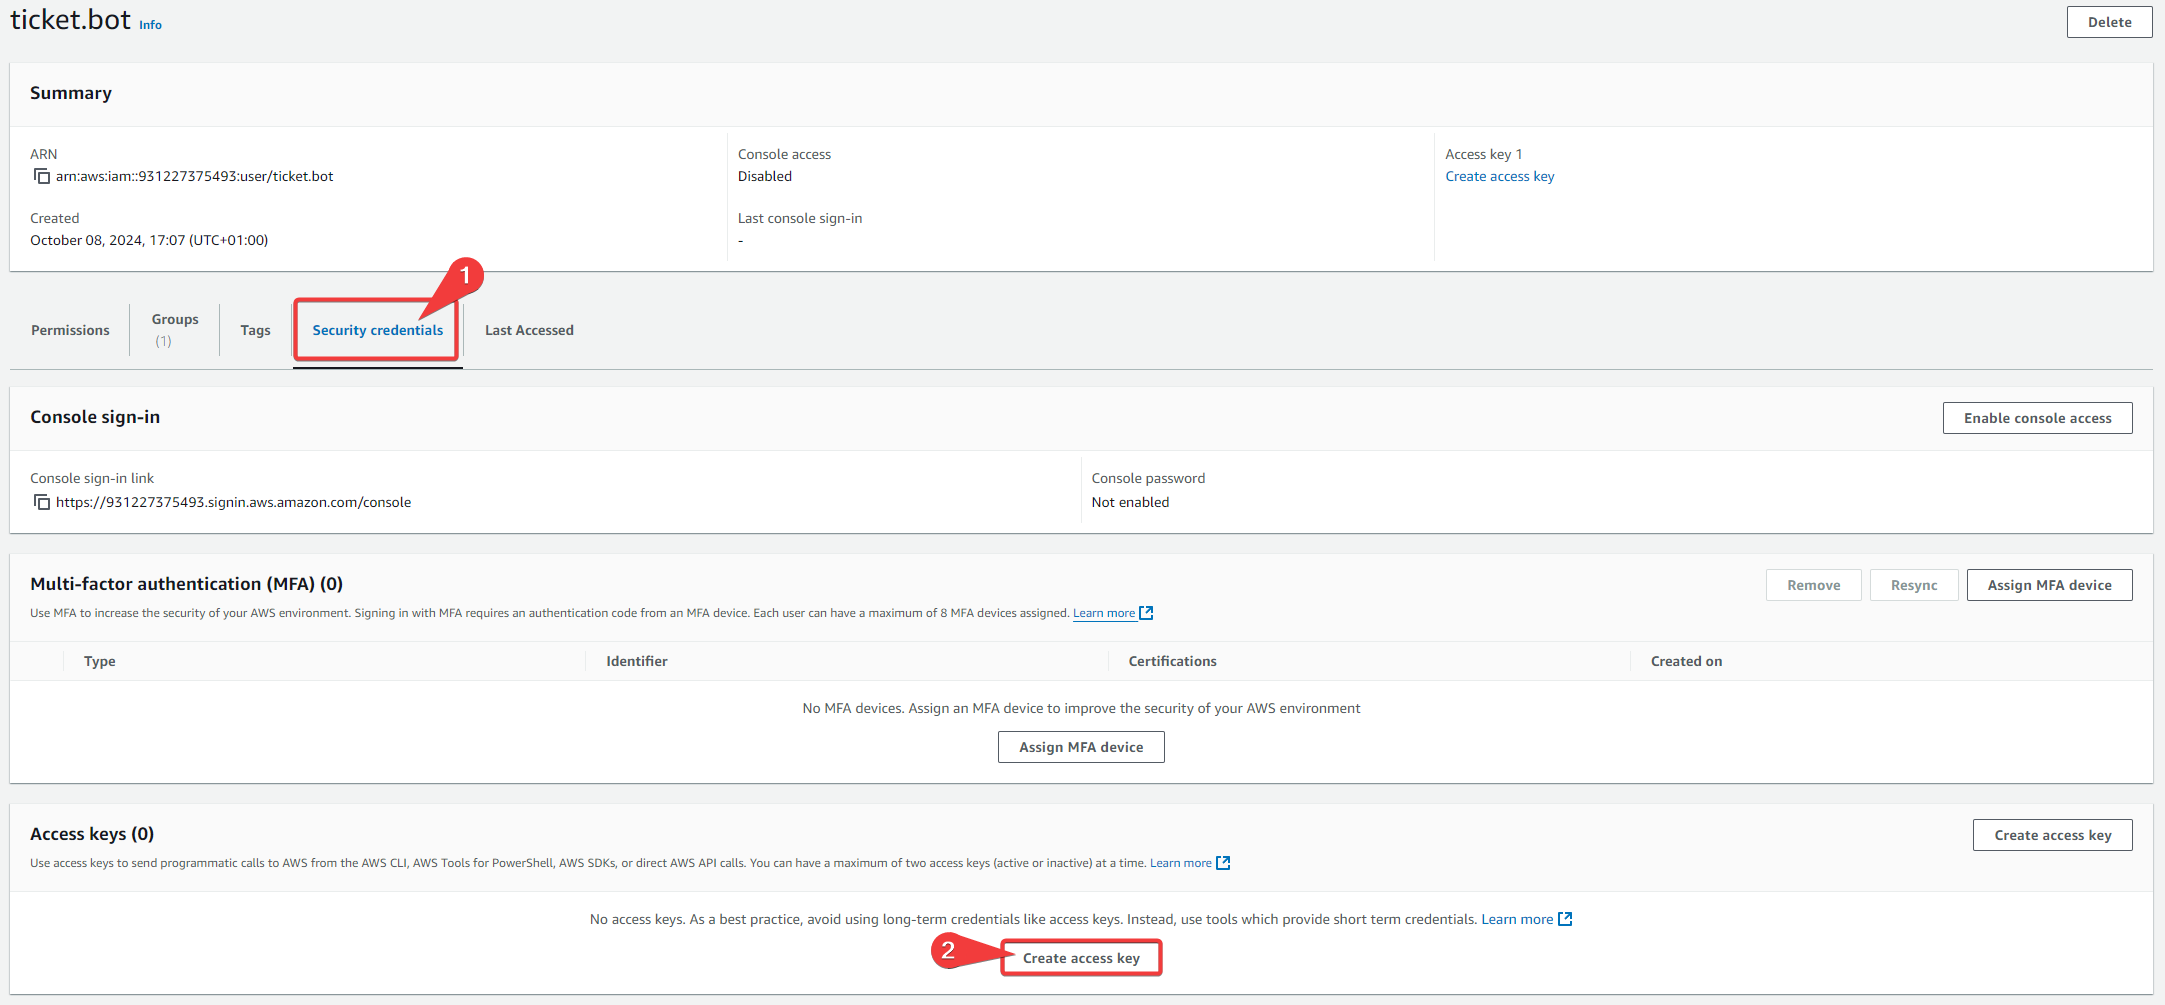 ticket.bot Info
Delete
Summary
ARN
arn:aws:iam::931227375493:user/ticket.bot
Created
October 08, 2024, 17:07 (UTC+01:00)
Console access
Disabled
Last console sign-in
-
Access key 1
Create access key
1
Permissions
Groups
(1)
Tags
Security credentials
Last Accessed
Console sign-in
Enable console access
Console sign-in link
https://931227375493.signin.aws.amazon.com/console
Console password
Not enabled
Multi-factor authentication (MFA) (0)
Use MFA to increase the security of your AWS environment. Signing in with MFA requires an authentication code from an MFA device. Each user can have a maximum of 8 MFA devices assigned. Learn more
Remove
Resync
Assign MFA device
Type
Identifier
Certifications
Created on
No MFA devices. Assign an MFA device to improve the security of your AWS environment
Assign MFA device
Access keys (0)
Create access key
Use access keys to send programmatic calls to AWS from the AWS CLI, AWS Tools for PowerShell, AWS SDKs, or direct AWS API calls. You can have a maximum of two access keys (active or inactive) at a time. Learn more
No access keys. As a best practice, avoid using long-term credentials like access keys. Instead, use tools which provide short term credentials. Learn more
2
Create access key